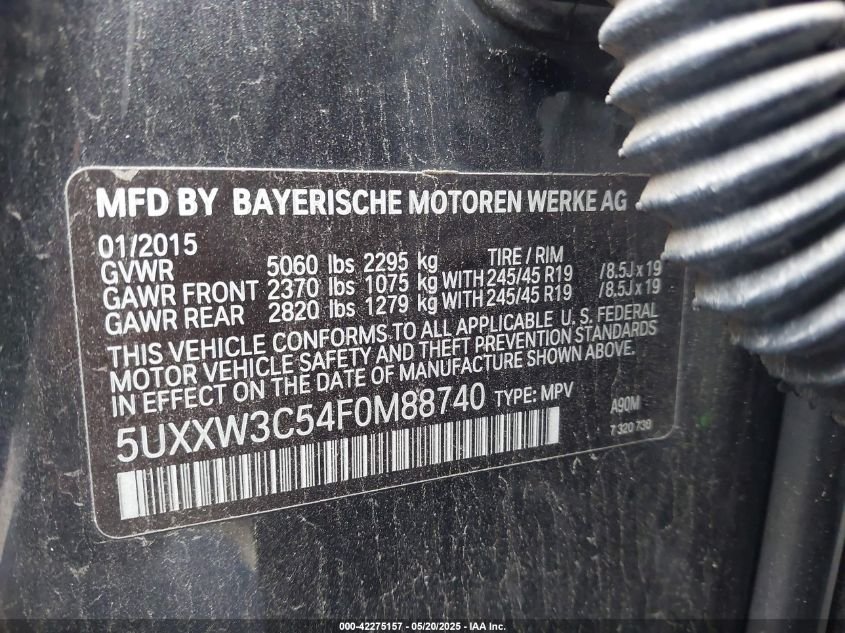 MFD BY BAYERISCHE MOTOREN WERKE AG
01/2015 TIRE / RIM
GVWR 5060 lbs 2295 kg
GAWR FRONT 2370 lbs 1075 kg WITH 245/45 R19 /8.5J x 19
GAWR REAR 2820 lbs 1279 kg WITH 245/45 R19 /8.5J x 19
THIS VEHICLE CONFORMS TO ALL APPLICABLE U. S. FEDERAL
MOTOR VEHICLE SAFETY AND THEFT PREVENTION STANDARDS
IN EFFECT ON THE DATE OF MANUFACTURE SHOWN ABOVE.
5UXXW3C54F0M88740 TYPE: MPV A90M
7 320 730
000-42275157 - 05/20/2025 - IAA Inc.